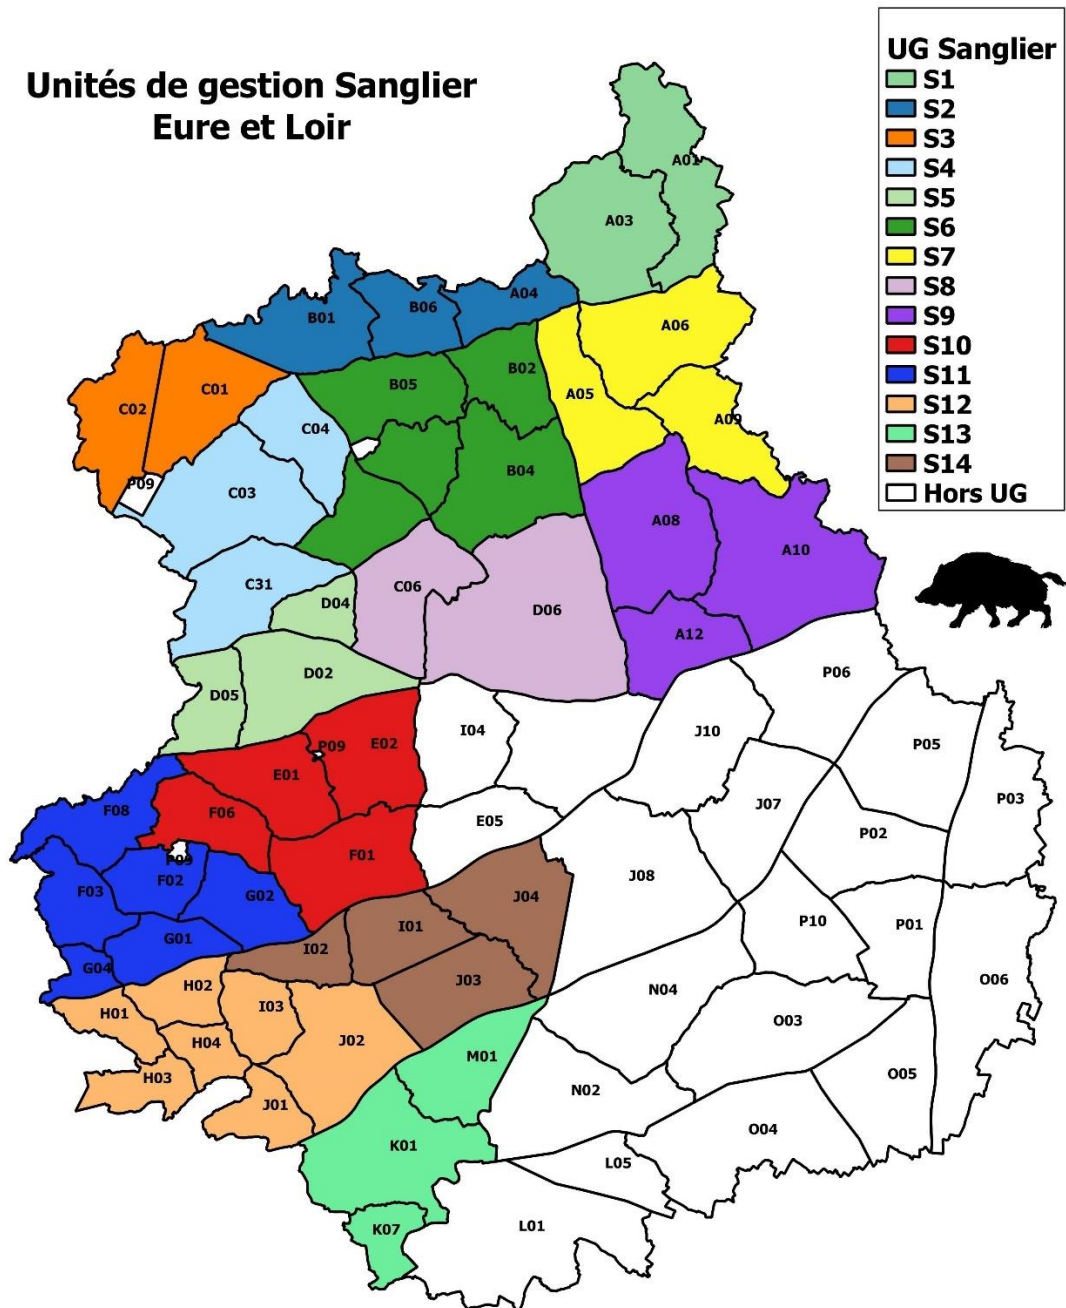 Unités de gestion Sanglier
Eure et Loir
UG Sanglier
S1
S2
S3
S4
S5
S6
S7
S8
S9
S10
S11
S12
S13
S14
Hors UG
A01
A03
A04
B06
B01
A06
B02
B05
A05
C01
C02
A09
C04
B04
P09
C03
A08
A10
C31
C06
D04
D06
A12
D02
P06
D05
I04
J10
P05
P09
E02
E01
P03
F08
F06
J07
E05
P02
F01
P09
F02
J08
F03
G02
J04
I01
P10
P01
G01
I02
G04
J03
O06
H02
N04
H01
I03
O03
H04
J02
M01
H03
O05
N02
J01
O04
K01
L05
K07
L01